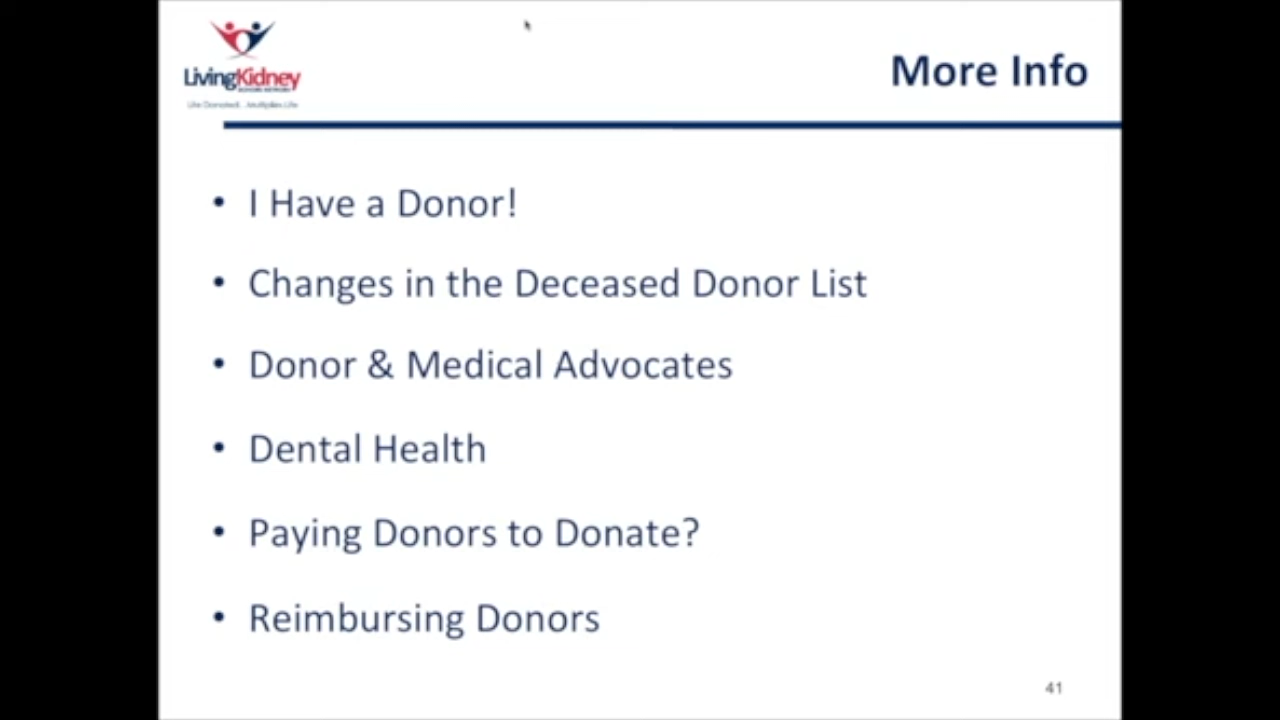 LivingKidney
More Info
• I Have a Donor!
• Changes in the Deceased Donor List
• Donor & Medical Advocates
• Dental Health
• Paying Donors to Donate?
• Reimbursing Donors
41